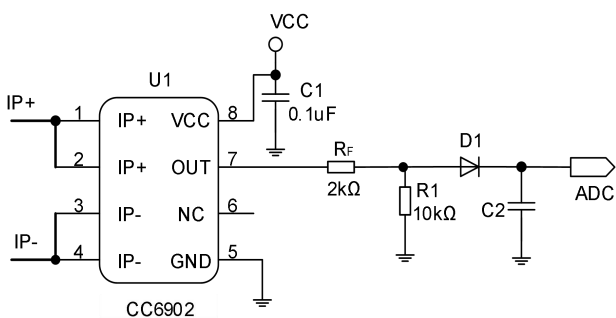 VCC
U1
C1
0.1uF
IP+
1
IP+
VCC
8
2
IP+
OUT
7
RF
2kΩ
D1
ADC
3
IP-
NC
6
R1
10kΩ
C2
IP-
4
IP-
GND
5
CC6902